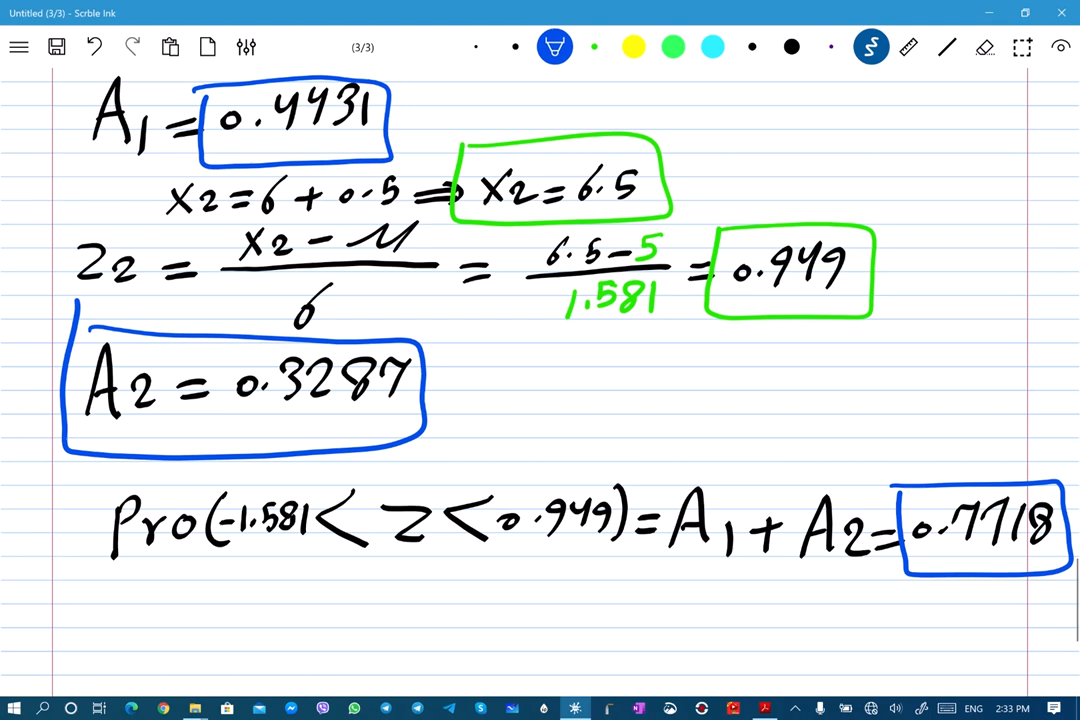 Untitled (3/3) - Scrble Ink
(3/3)
A1 = 0.4431
X2 = 6 + 0.5 ⟹ X2 = 6.5
Z2 = (X2 - μ) / σ = (6.5 - 5) / 1.581 = 0.949
A2 = 0.3287
Pro(-1.581 < Z < 0.949) = A1 + A2 = 0.7718
ENG 2:33 PM